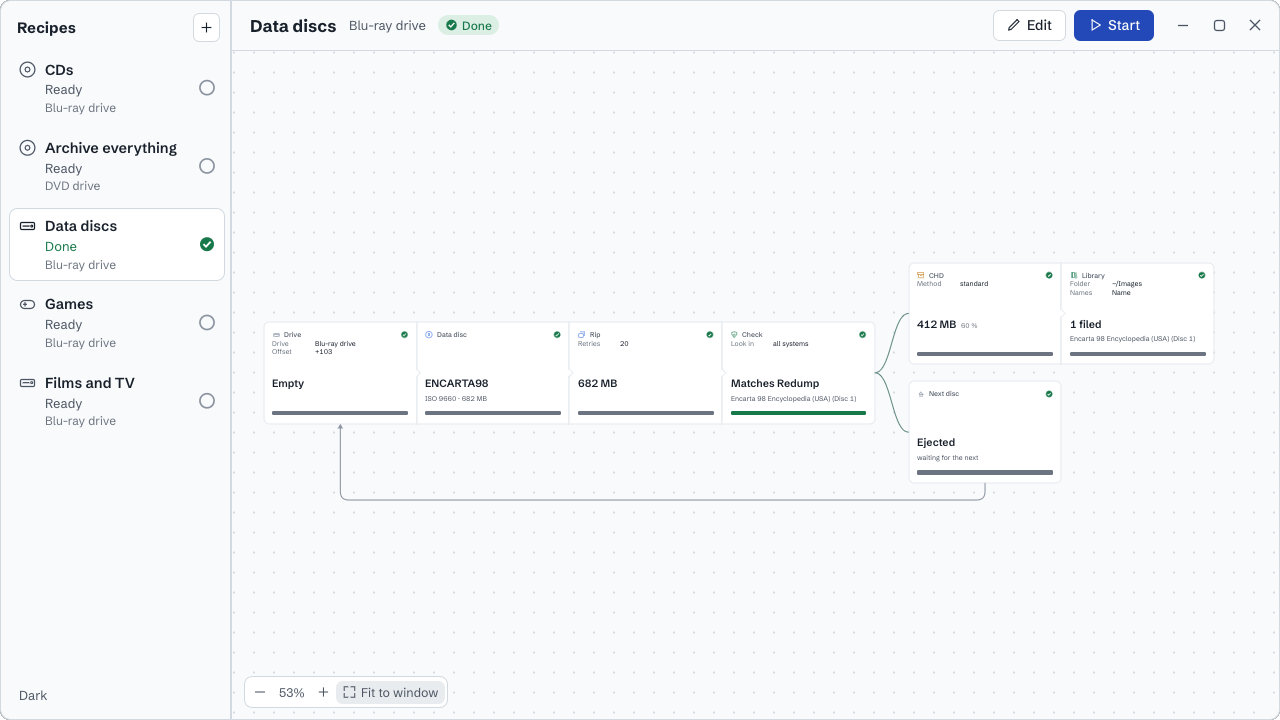 Recipes
CDs
Ready
Blu-ray drive
Archive everything
Ready
DVD drive
Data discs
Done
Blu-ray drive
Games
Ready
Blu-ray drive
Films and TV
Ready
Blu-ray drive
Dark
Data discs Blu-ray drive Done
Edit Start
Drive
Drive Blu-ray drive
Offset +103
Empty
Data disc
ENCARTA98
ISO 9660 · 682 MB
Rip
Retries 20
682 MB
Check
Look in all systems
Matches Redump
Encarta 98 Encyclopedia (USA) (Disc 1)
CHD
Method standard
412 MB 60 %
Library
Folder ~/Images
Names Name
1 filed
Encarta 98 Encyclopedia (USA) (Disc 1)
Next disc
Ejected
waiting for the next
53% Fit to window